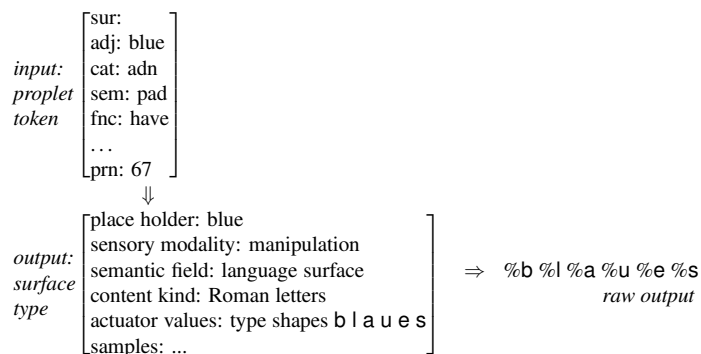 sur:
adj: blue
input: cat: adn
proplet sem: pad
token fnc: have
...
prn: 67
⇓
place holder: blue
sensory modality: manipulation
output: semantic field: language surface ⇒ %b %l %a %u %e %s
surface content kind: Roman letters raw output
type actuator values: type shapes b l a u e s
samples: ...